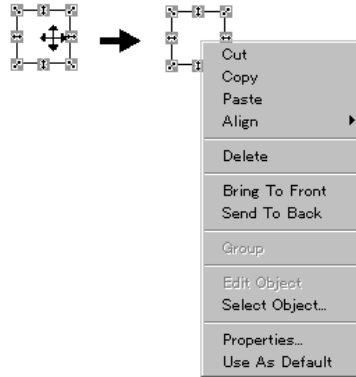 Cut
Copy
Paste
Align
Delete
Bring To Front
Send To Back
Group
Edit Object
Select Object...
Properties...
Use As Default